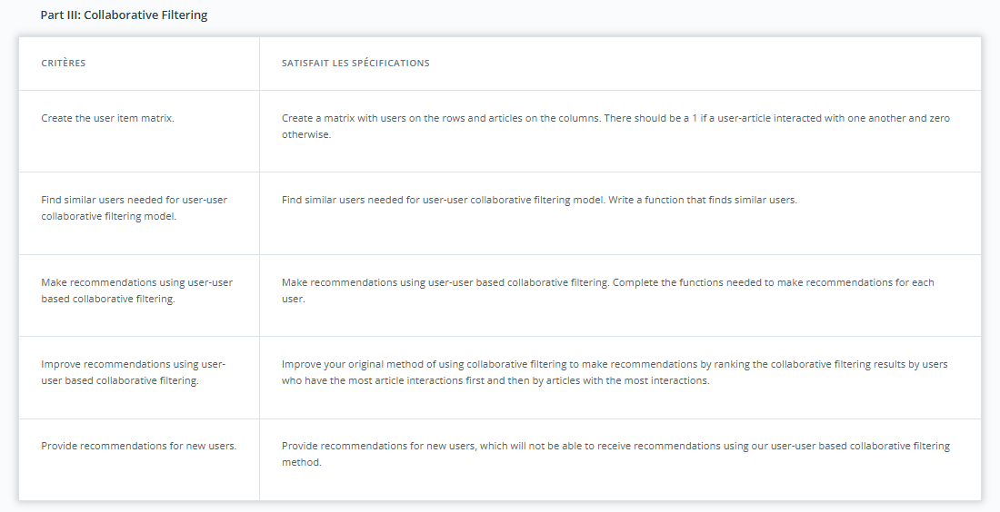 Part III: Collaborative Filtering
CRITÈRES
SATISFAIT LES SPÉCIFICATIONS
Create the user item matrix.
Create a matrix with users on the rows and articles on the columns. There should be a 1 if a user-article interacted with one another and zero
otherwise.
Find similar users needed for user-user
collaborative filtering model.
Find similar users needed for user-user collaborative filtering model. Write a function that finds similar users.
Make recommendations using user-user
based collaborative filtering.
Make recommendations using user-user based collaborative filtering. Complete the functions needed to make recommendations for each
user.
Improve recommendations using user-
user based collaborative filtering.
Improve your original method of using collaborative filtering to make recommendations by ranking the collaborative filtering results by users
who have the most article interactions first and then by articles with the most interactions.
Provide recommendations for new users.
Provide recommendations for new users, which will not be able to receive recommendations using our user-user based collaborative filtering
method.